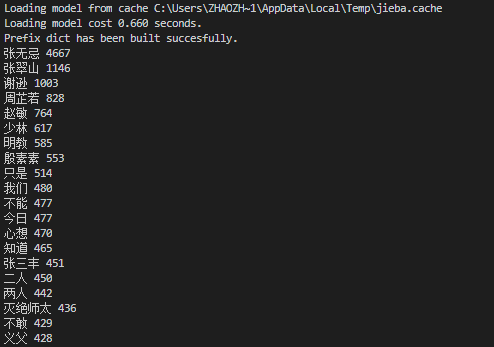 Loading model from cache C:\Users\ZHAOZH~1\AppData\Local\Temp\jieba.cache
Loading model cost 0.660 seconds.
Prefix dict has been built succesfully.
张无忌 4667
张翠山 1146
谢逊 1003
周芷若 828
赵敏 764
少林 617
明教 585
殷素素 553
只是 514
我们 480
不能 477
今日 477
心想 470
知道 465
张三丰 451
二人 450
两人 442
灭绝师太 436
不敢 429
义父 428